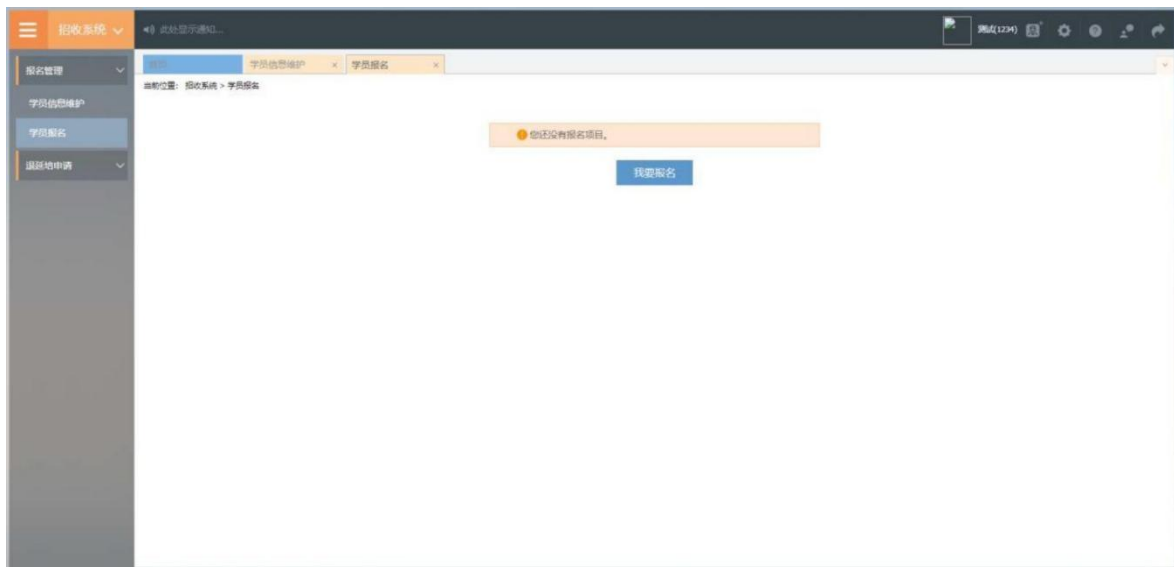 招收系统
此处显示通知...
测试(1234)
报名管理
学员信息维护
学员报名
退延培申请
首页
学员信息维护 ×
学员报名 ×
当前位置: 招收系统 > 学员报名
您还没有报名项目。
我要报名